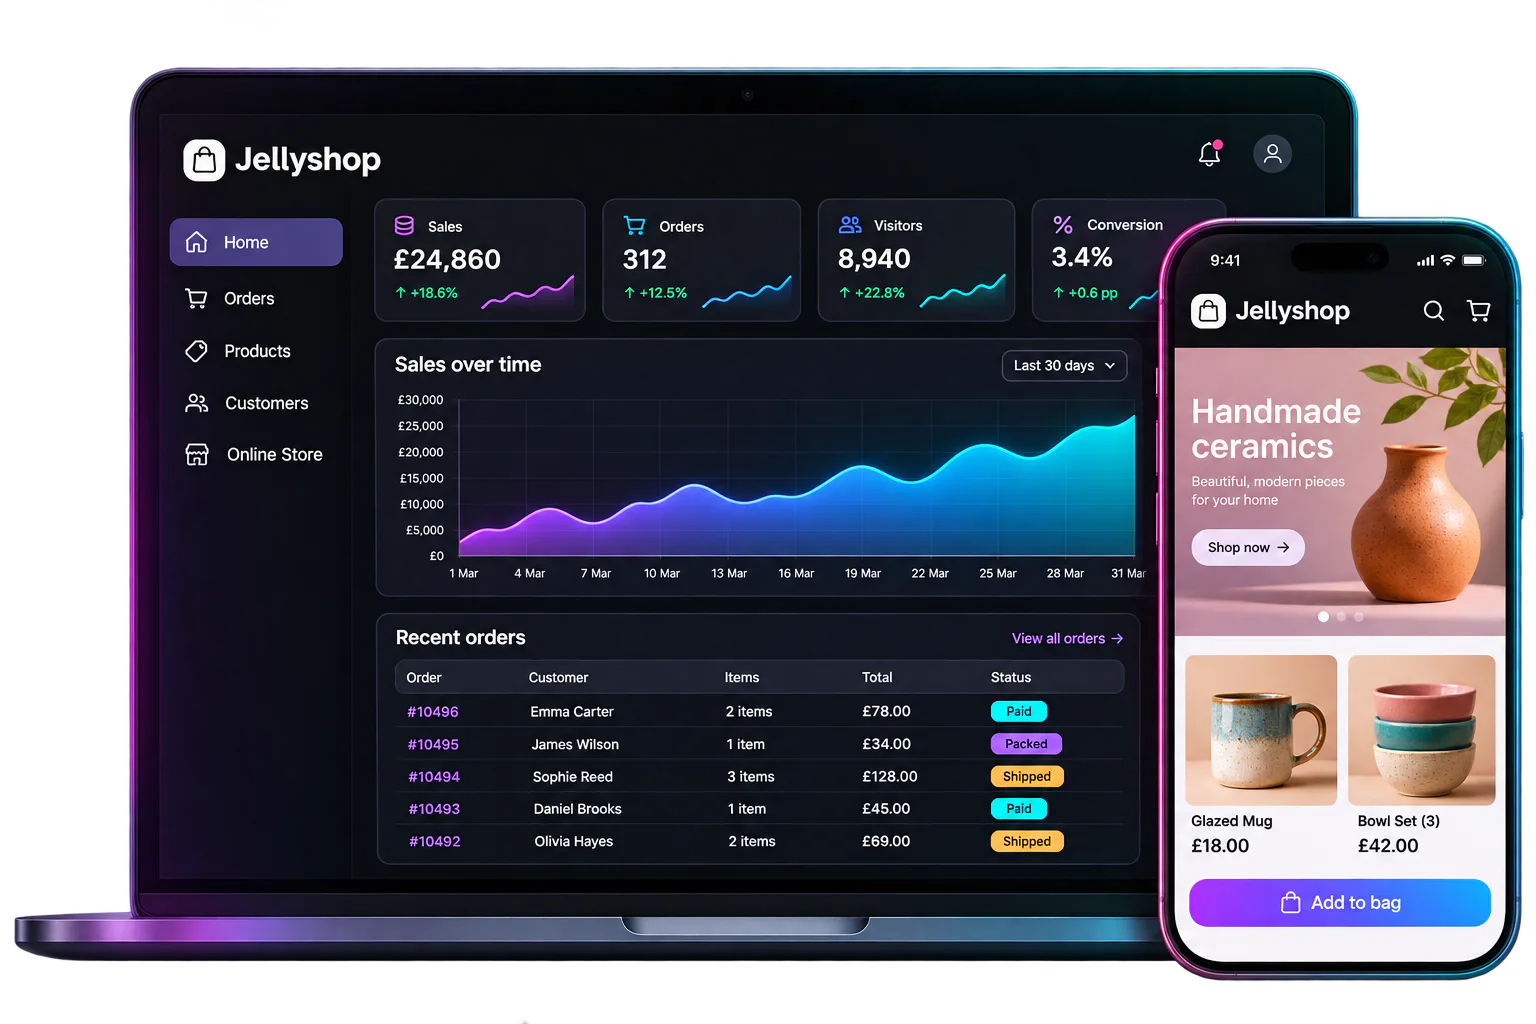 Jellyshop
Home
Orders
Products
Customers
Online Store
Sales
£24,860
↑ +18.6%
Orders
312
↑ +12.5%
Visitors
8,940
↑ +22.8%
Conversion
3.4%
↑ +0.6 pp
Sales over time
Last 30 days
£30,000
£25,000
£20,000
£15,000
£10,000
£5,000
£0
1 Mar 4 Mar 7 Mar 10 Mar 13 Mar 16 Mar 19 Mar 22 Mar 25 Mar 28 Mar 31 Mar
Recent orders
View all orders →
Order Customer Items Total Status
#10496 Emma Carter 2 items £78.00 Paid
#10495 James Wilson 1 item £34.00 Packed
#10494 Sophie Reed 3 items £128.00 Shipped
#10493 Daniel Brooks 1 item £45.00 Paid
#10492 Olivia Hayes 2 items £69.00 Shipped
9:41
Jellyshop
Handmade
ceramics
Beautiful, modern pieces
for your home
Shop now →
Glazed Mug
£18.00
Bowl Set (3)
£42.00
Add to bag